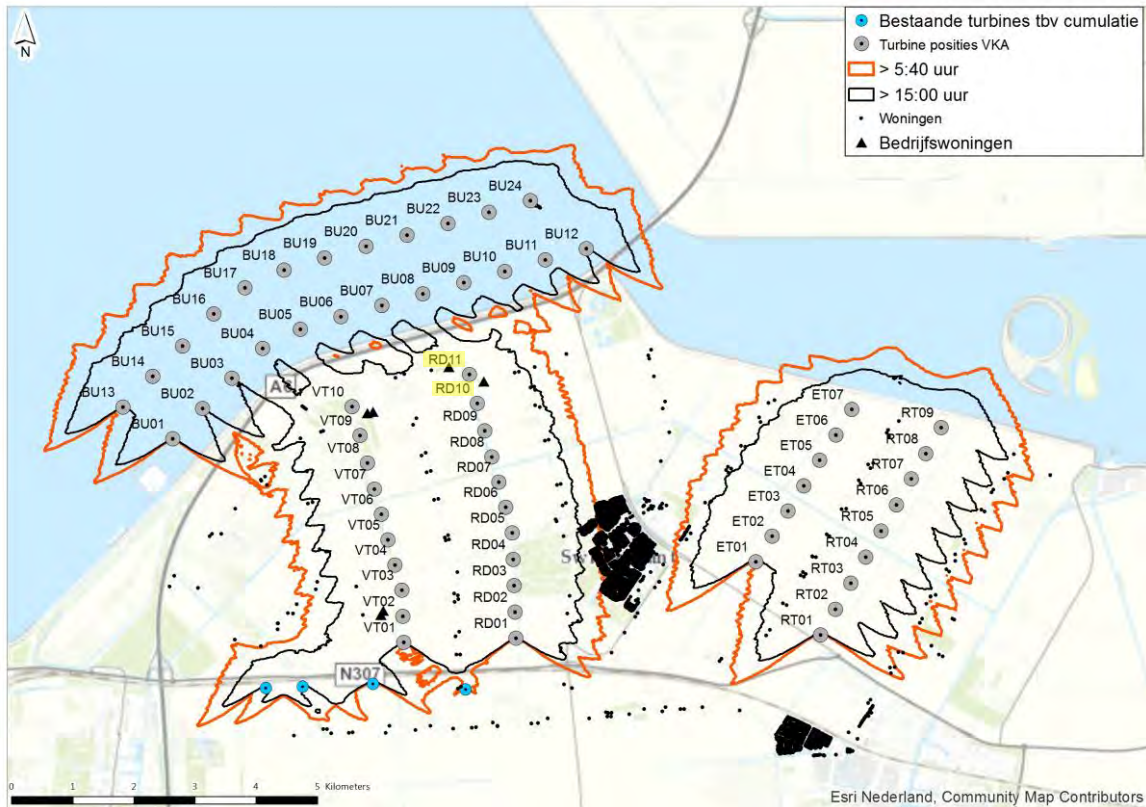 Bestaande turbines tbv cumulatie
Turbine posities VKA
> 5:40 uur
> 15:00 uur
Woningen
Bedrijfswoningen
N
BU24
BU23
BU22
BU21
BU20
BU19
BU18
BU17
BU16
BU15
BU14
BU13
BU12
BU11
BU10
BU09
BU08
BU07
BU06
BU05
BU04
BU03
BU02
BU01
A6
RD11
RD10
RD09
RD08
RD07
RD06
RD05
RD04
RD03
RD02
RD01
VT10
VT09
VT08
VT07
VT06
VT05
VT04
VT03
VT02
VT01
ET07
ET06
ET05
ET04
ET03
ET02
ET01
RT09
RT08
RT07
RT06
RT05
RT04
RT03
RT02
RT01
N307
0 1 2 3 4 5 Kilometers
Esri Nederland, Community Map Contributors